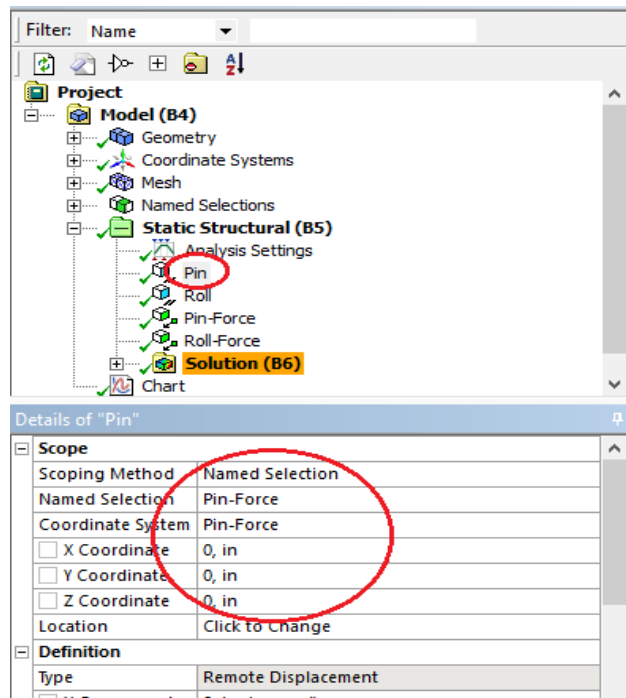 Filter: Name
A
Z
Project
Model (B4)
Geometry
Coordinate Systems
Mesh
Named Selections
Static Structural (B5)
Analysis Settings
Pin
Roll
Pin-Force
Roll-Force
Solution (B6)
Chart
Details of "Pin"
Scope
Scoping Method Named Selection
Named Selection Pin-Force
Coordinate System Pin-Force
X Coordinate 0, in
Y Coordinate 0, in
Z Coordinate 0, in
Location Click to Change
Definition
Type Remote Displacement